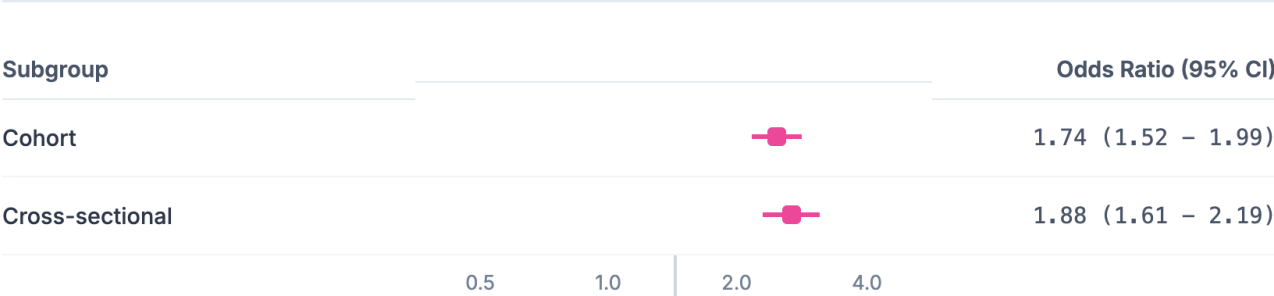 Subgroup Odds Ratio (95% CI)
Cohort 1.74 (1.52 – 1.99)
Cross-sectional 1.88 (1.61 – 2.19)
0.5 1.0 2.0 4.0